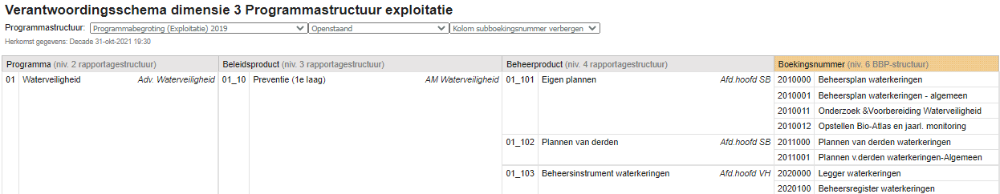 Verantwoordingsschema dimensie 3 Programmastructuur exploitatie
Programmastructuur: Programmabegroting (Exploitatie) 2019 Openstaand Kolom subboekingsnummer verbergen
Herkomst gegevens: Decade 31-okt-2021 19:30
Programma (niv. 2 rapportagestructuur) Beleidsproduct (niv. 3 rapportagestructuur) Beheerproduct (niv. 4 rapportagestructuur) Boekingsnummer (niv. 6 BBP-structuur)
01 Waterveiligheid Adv. Waterveiligheid 01_10 Preventie (1e laag) AM Waterveiligheid 01_101 Eigen plannen Afd.hoofd SB 2010000 Beheersplan waterkeringen
2010001 Beheersplan waterkeringen - algemeen
2010011 Onderzoek &Voorbereiding Waterveiligheid
2010012 Opstellen Bio-Atlas en jaarl. monitoring
01_102 Plannen van derden Afd.hoofd SB 2011000 Plannen van derden waterkeringen
2011001 Plannen v.derden waterkeringen-Algemeen
01_103 Beheersinstrument waterkeringen Afd.hoofd VH 2020000 Legger waterkeringen
2020100 Beheersregister waterkeringen